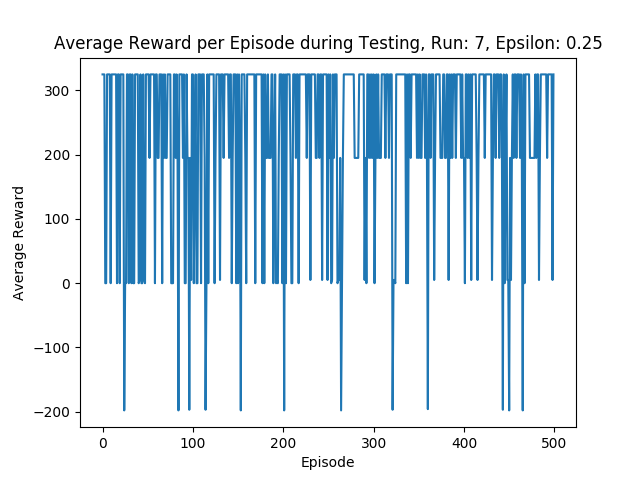 Average Reward per Episode during Testing, Run: 7, Epsilon: 0.25
300
200
100
0
−100
−200
Average Reward
0 100 200 300 400 500
Episode